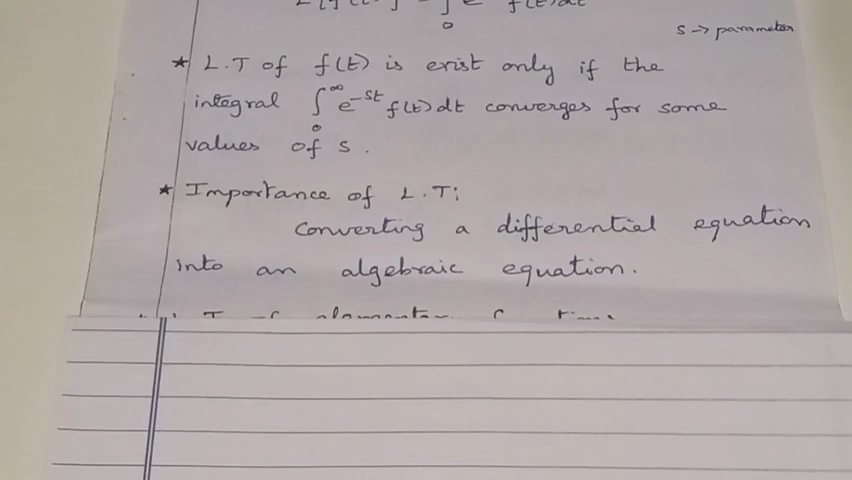 s → parameter
* L.T of f(t) is exist only if the
integral ∫₀^∞ e^-st f(t) dt converges for some
values of s.
* Importance of L.T:
Converting a differential equation
into an algebraic equation.